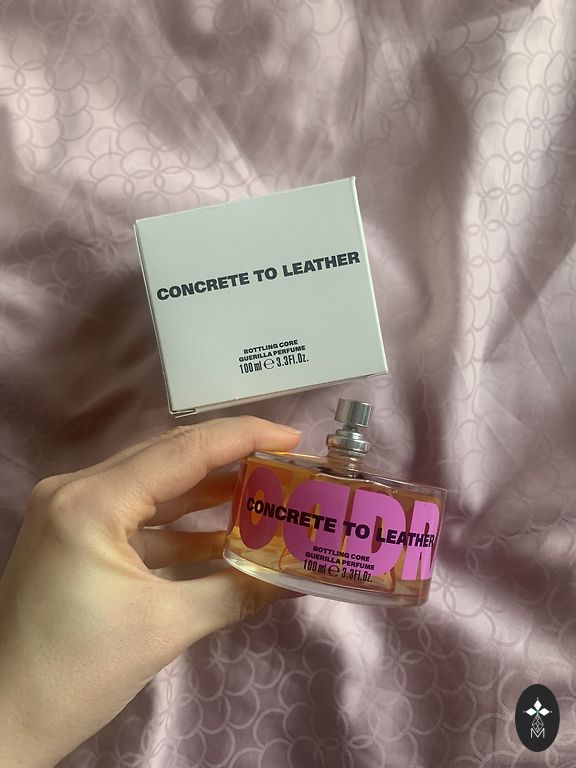 CONCRETE TO LEATHER
BOTTLING CORE
GUERILLA PERFUME
100 ml ℮ 3.3Fl.Oz.
CONCRETE TO LEATHER
BOTTLING CORE
GUERILLA PERFUME
100 ml ℮ 3.3Fl.Oz.
M